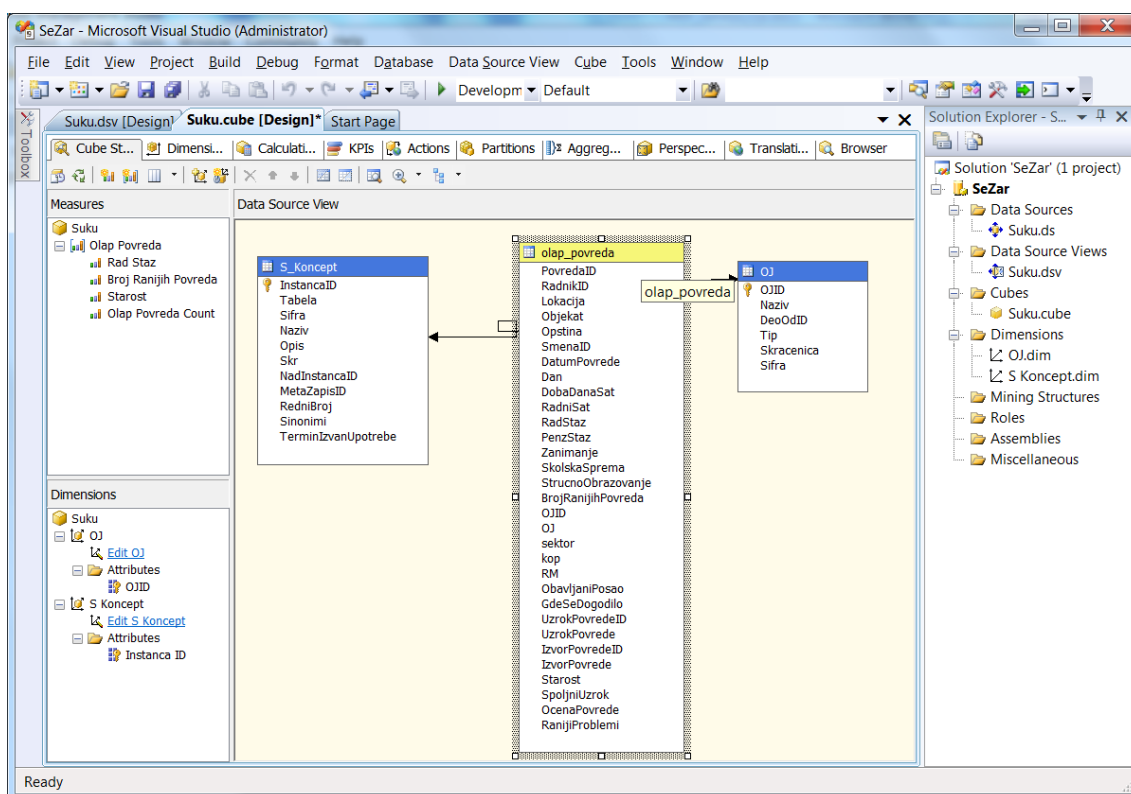 SeZar - Microsoft Visual Studio (Administrator)
File Edit View Project Build Debug Format Database Data Source View Cube Tools Window Help
Developm Default
Toolbox
Suku.dsv [Design] Suku.cube [Design]* Start Page
Cube St... Dimensi... Calculati... KPIs Actions Partitions Aggreg... Perspec... Translati... Browser
Measures
Suku
Olap Povreda
Rad Staz
Broj Ranijih Povreda
Starost
Olap Povreda Count
Dimensions
Suku
OJ
Edit OJ
Attributes
OJID
S Koncept
Edit S Koncept
Attributes
Instanca ID
Data Source View
S_Koncept
InstancaID
Tabela
Sifra
Naziv
Opis
Skr
NadInstancaID
MetaZapisID
RedniBroj
Sinonimi
TerminIzvanUpotrebe
olap_povreda
PovredaID
RadnikID
Lokacija
Objekat
Opstina
SmenaID
DatumPovrede
Dan
DobaDanaSat
RadniSat
RadStaz
PenzStaz
Zanimanje
SkolskaSprema
StrucnoObrazovanje
BrojRanijihPovreda
OJID
OJ
sektor
kop
RM
ObavljaniPosao
GdeSeDogodilo
UzrokPovredeID
UzrokPovrede
IzvorPovredeID
IzvorPovrede
Starost
SpoljniUzrok
OcenaPovrede
RanijiProblemi
olap_povreda
OJ
OJID
Naziv
DeoOdID
Tip
Skracenica
Sifra
Solution Explorer - S...
Solution 'SeZar' (1 project)
SeZar
Data Sources
Suku.ds
Data Source Views
Suku.dsv
Cubes
Suku.cube
Dimensions
OJ.dim
S Koncept.dim
Mining Structures
Roles
Assemblies
Miscellaneous
Ready